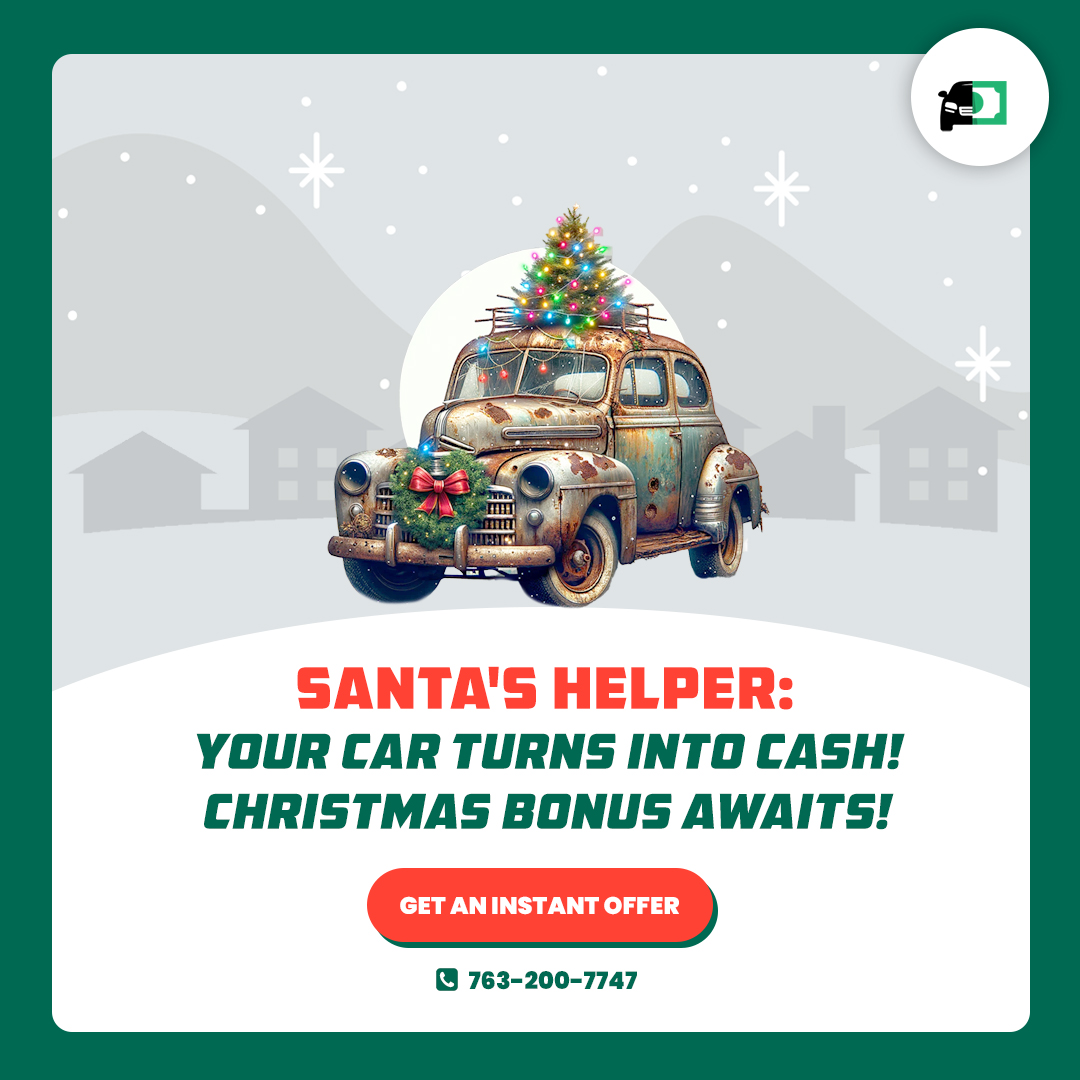 SANTA'S HELPER:
YOUR CAR TURNS INTO CASH!
CHRISTMAS BONUS AWAITS!
GET AN INSTANT OFFER
763-200-7747